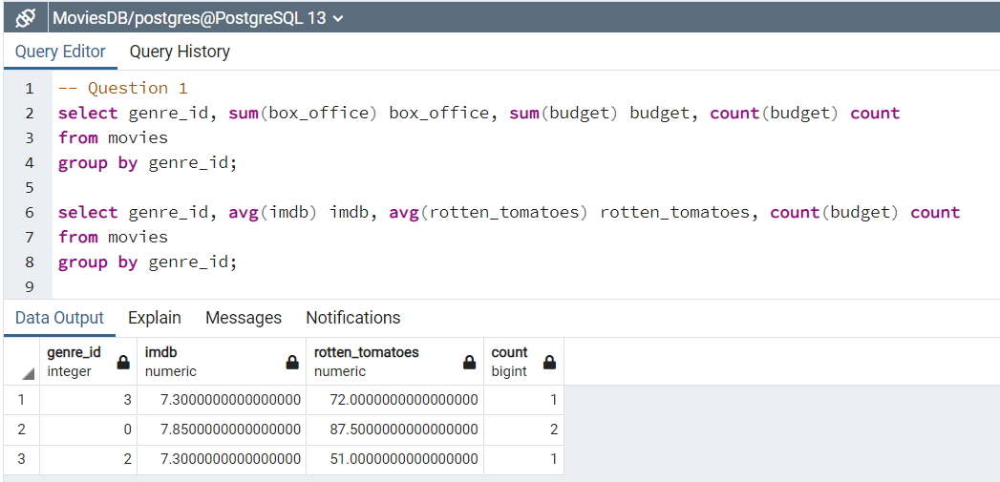 MoviesDB/postgres@PostgreSQL 13
Query Editor Query History
1 -- Question 1
2 select genre_id, sum(box_office) box_office, sum(budget) budget, count(budget) count
3 from movies
4 group by genre_id;
5
6 select genre_id, avg(imdb) imdb, avg(rotten_tomatoes) rotten_tomatoes, count(budget) count
7 from movies
8 group by genre_id;
9
Data Output Explain Messages Notifications
genre_id imdb rotten_tomatoes count
integer numeric numeric bigint
1 3 7.3000000000000000 72.0000000000000000 1
2 0 7.8500000000000000 87.5000000000000000 2
3 2 7.3000000000000000 51.0000000000000000 1